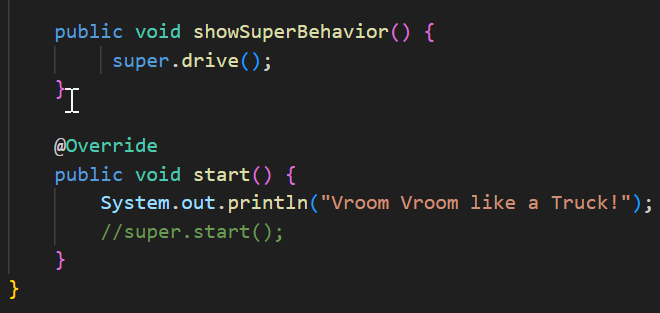 public void showSuperBehavior() {
super.drive();
}
@Override
public void start() {
System.out.println("Vroom Vroom like a Truck!");
//super.start();
}
}